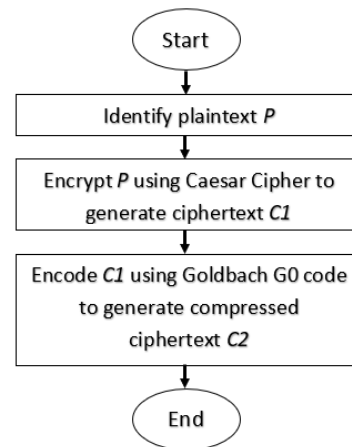 Start
Identify plaintext P
Encrypt P using Caesar Cipher to
generate ciphertext C1
Encode C1 using Goldbach G0 code
to generate compressed
ciphertext C2
End